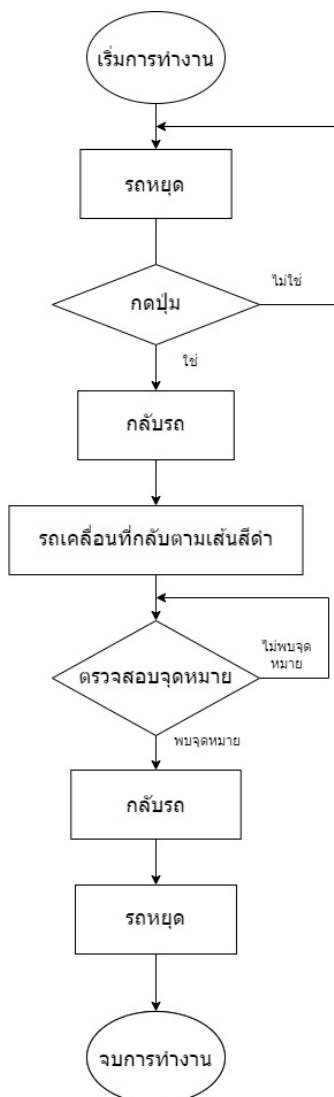 เริ่มการทำงาน
รถหยุด
ไม่ใช่
กดปุ่ม
ใช่
กลับรถ
รถเคลื่อนที่กลับตามเส้นสีดำ
ไม่พบจุด
หมาย
ตรวจสอบจุดหมาย
พบจุดหมาย
กลับรถ
รถหยุด
จบการทำงาน